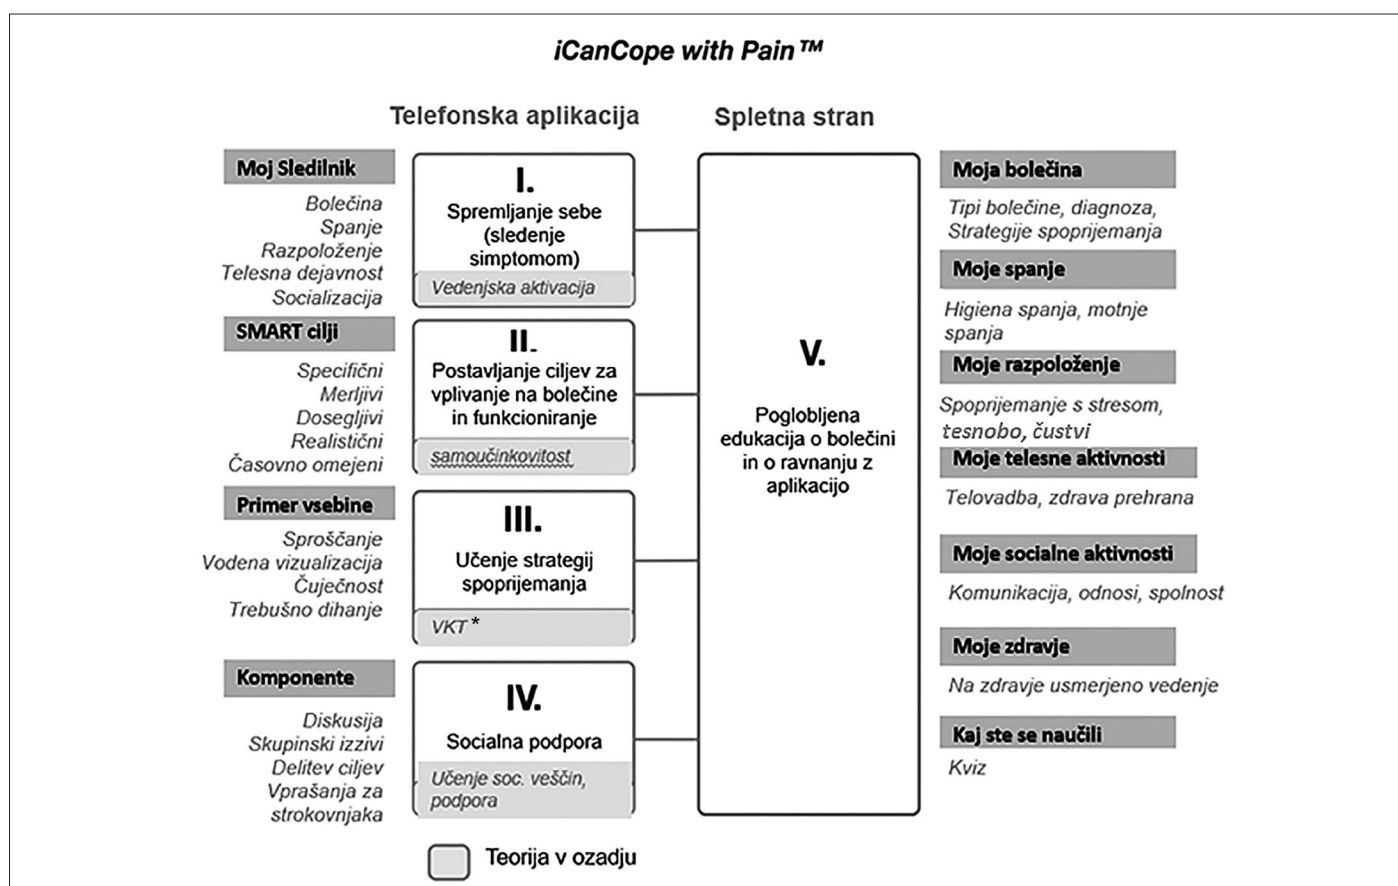 iCanCope with Pain™
Telefonska aplikacija
Spletna stran
Moj Sledilnik
Bolečina
Spanje
Razpoloženje
Telesna dejavnost
Socializacija
I.
Spremljanje sebe
(sledenje
simptomom)
Vedenjska aktivacija
SMART cilji
Specifični
Merljivi
Dosegljivi
Realistični
Časovno omejeni
II.
Postavljanje ciljev za
vplivanje na bolečine
in funkcioniranje
samoučinkovitost
Primer vsebine
Sproščanje
Vodena vizualizacija
Čuječnost
Trebušno dihanje
III.
Učenje strategij
spoprijemanja
VKT *
Komponente
Diskusija
Skupinski izzivi
Delitev ciljev
Vprašanja za
strokovnjaka
IV.
Socialna podpora
Učenje soc. veščin,
podpora
V.
Poglobljena
edukacija o bolečini
in o ravnanju z
aplikacijo
Moja bolečina
Tipi bolečine, diagnoza,
Strategije spoprijemanja
Moje spanje
Higiena spanja, motnje
spanja
Moje razpoloženje
Spoprijemanje s stresom,
tesnobo, čustvi
Moje telesne aktivnosti
Telovadba, zdrava prehrana
Moje socialne aktivnosti
Komunikacija, odnosi, spolnost
Moje zdravje
Na zdravje usmerjeno vedenje
Kaj ste se naučili
Kviz
Teorija v ozadju